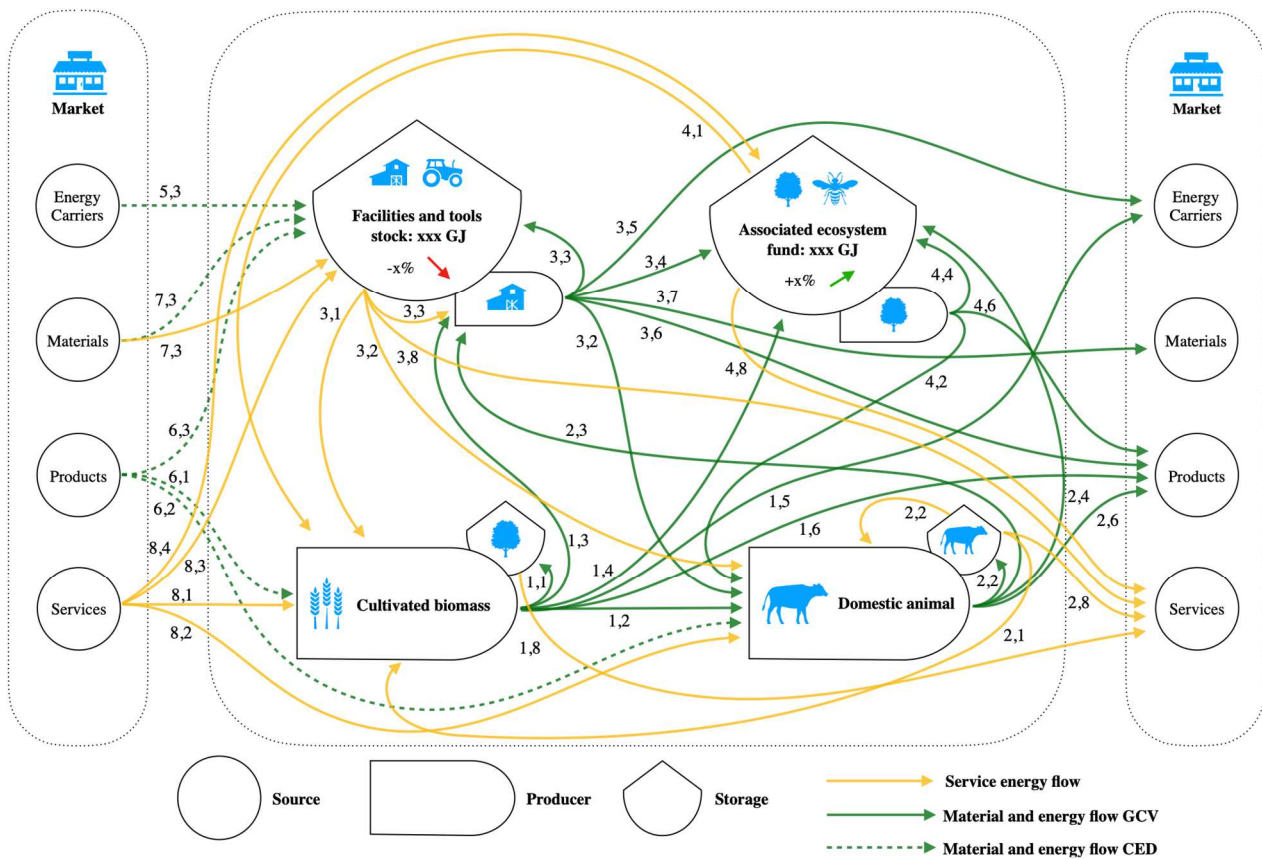 Market
Energy
Carriers
Materials
Products
Services
5,3
7,3
7,3
6,3
6,1
6,2
8,4
8,3
8,1
8,2
Facilities and tools
stock: xxx GJ
-x%
3,3
3,3
3,1
3,2
3,8
4,1
3,5
3,4
3,7
3,6
3,2
Associated ecosystem
fund: xxx GJ
+x%
4,4
4,6
4,8
4,2
2,3
Cultivated biomass
1,1
1,3
1,4
1,5
1,6
1,2
1,8
Domestic animal
2,2
2,2
2,4
2,6
2,8
2,1
Market
Energy
Carriers
Materials
Products
Services
Source
Producer
Storage
Service energy flow
Material and energy flow GCV
Material and energy flow CED